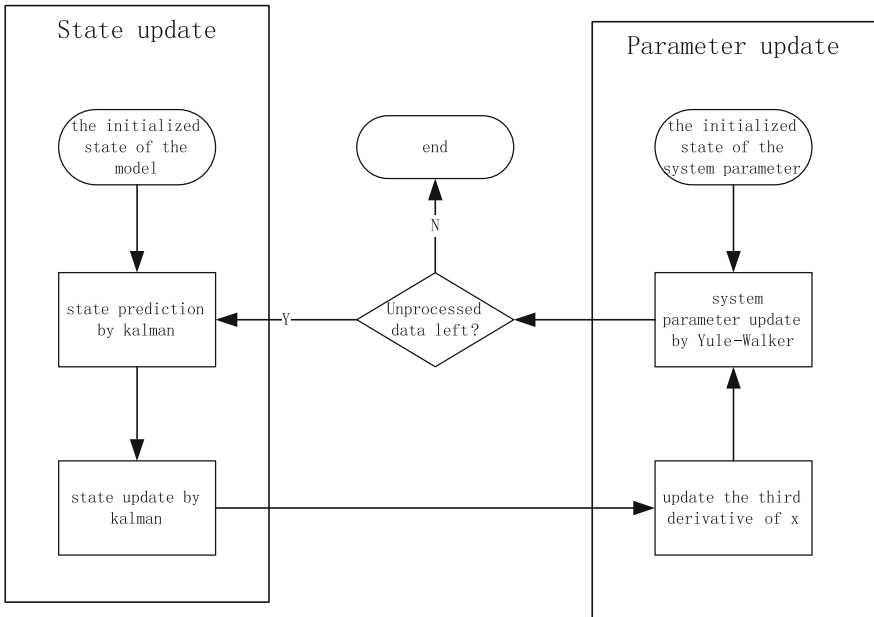 State update
Parameter update
the initialized
state of the
model
end
the initialized
state of the
system parameter
N
state prediction
by kalman
Y
Unprocessed
data left?
system
parameter update
by Yule-Walker
state update by
kalman
update the third
derivative of x